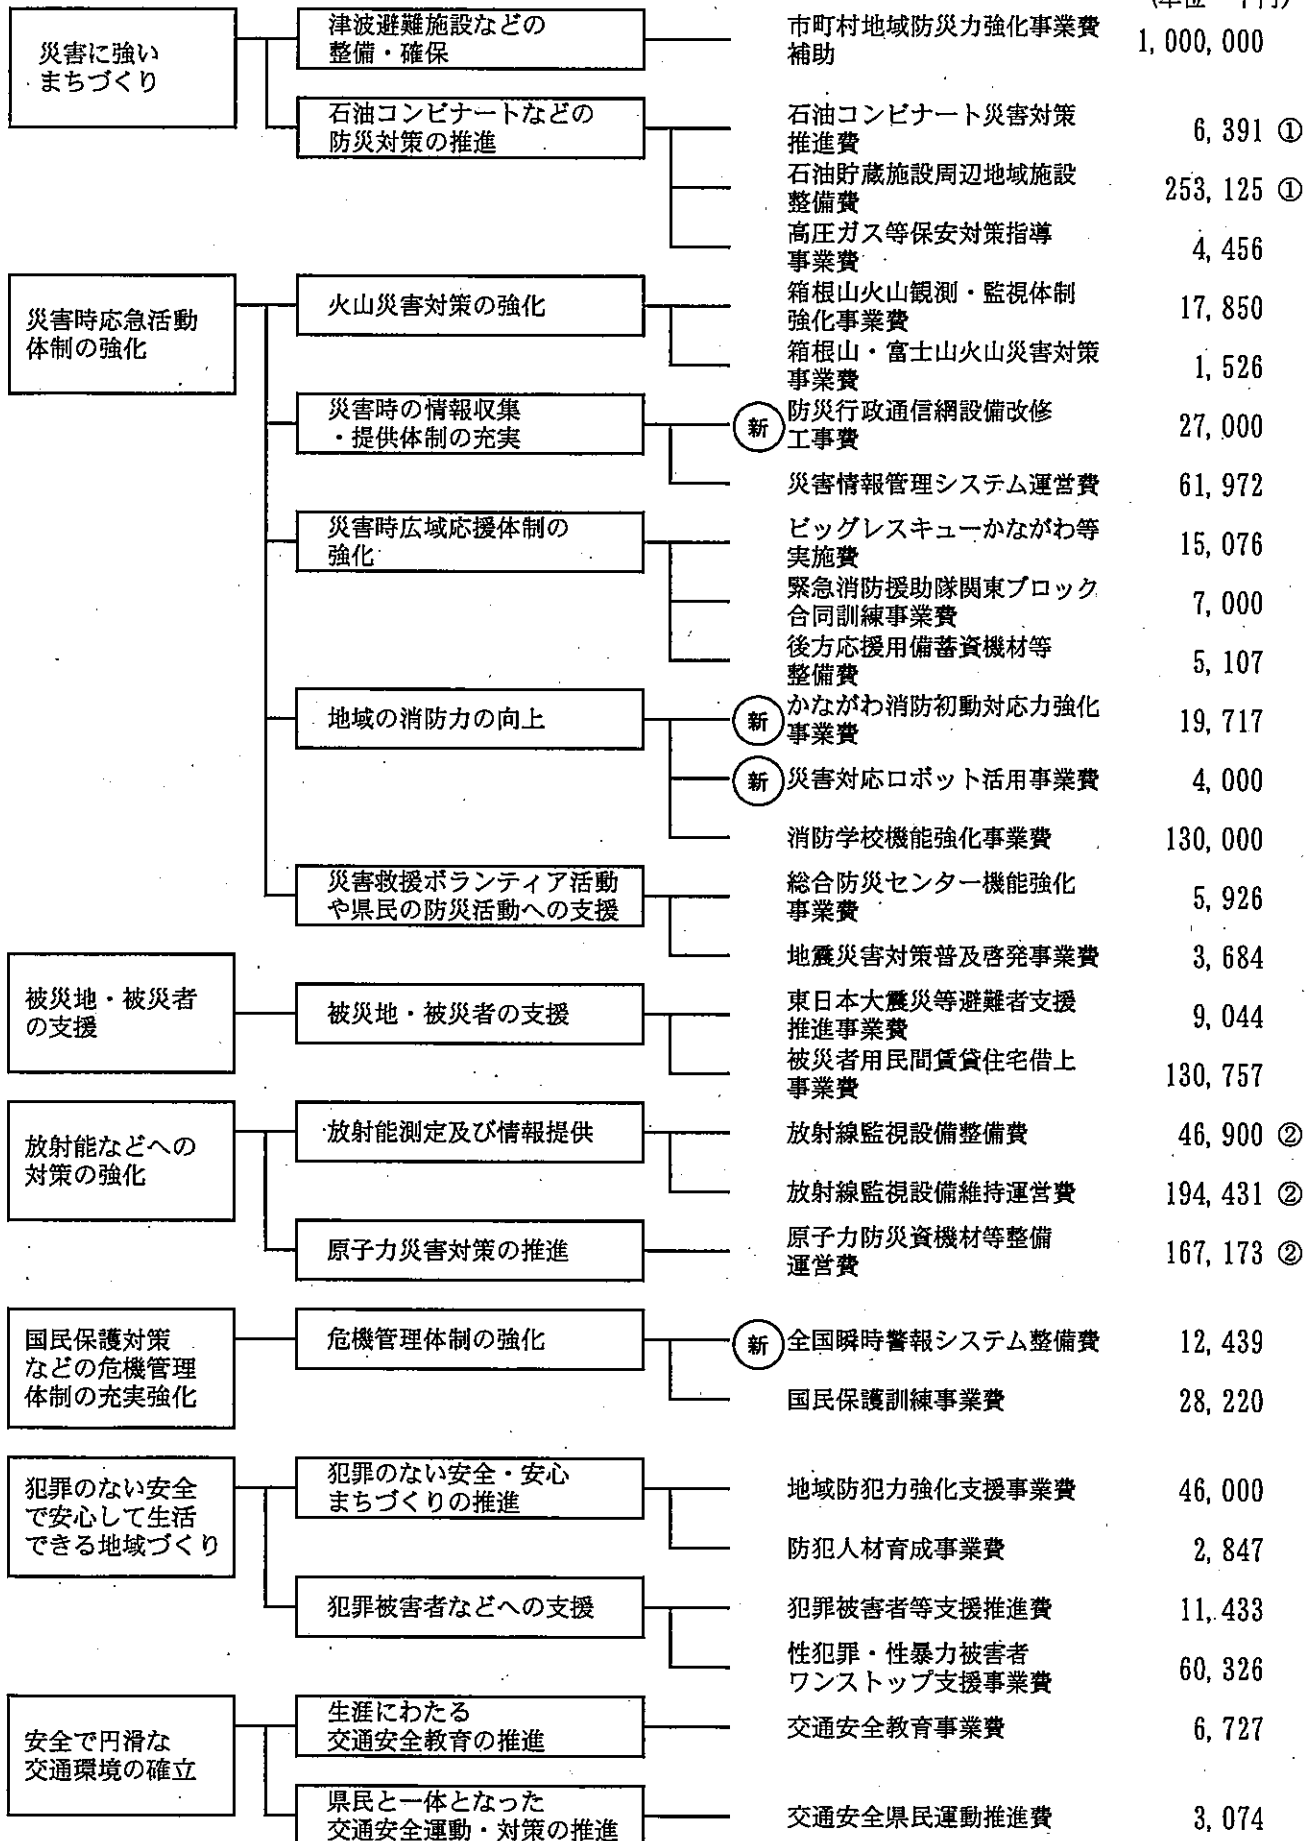 (単位 千円)
災害に強い
まちづくり
津波避難施設などの
整備・確保
市町村地域防災力強化事業費
補助
1,000,000
石油コンビナートなどの
防災対策の推進
石油コンビナート災害対策
推進費
6,391 ①
石油貯蔵施設周辺地域施設
整備費
253,125 ①
高圧ガス等保安対策指導
事業費
4,456
災害時応急活動
体制の強化
火山災害対策の強化
箱根山火山観測・監視体制
強化事業費
17,850
箱根山・富士山火山災害対策
事業費
1,526
災害時の情報収集
・提供体制の充実
新
防災行政通信網設備改修
工事費
27,000
災害情報管理システム運営費
61,972
災害時広域応援体制の
強化
ビッグレスキューかながわ等
実施費
15,076
緊急消防援助隊関東ブロック
合同訓練事業費
7,000
後方応援用備蓄資機材等
整備費
5,107
地域の消防力の向上
新
かながわ消防初動対応力強化
事業費
19,717
新
災害対応ロボット活用事業費
4,000
消防学校機能強化事業費
130,000
災害救援ボランティア活動
や県民の防災活動への支援
総合防災センター機能強化
事業費
5,926
地震災害対策普及啓発事業費
3,684
被災地・被災者
の支援
被災地・被災者の支援
東日本大震災等避難者支援
推進事業費
9,044
被災者用民間賃貸住宅借上
事業費
130,757
放射能などへの
対策の強化
放射能測定及び情報提供
放射線監視設備整備費
46,900 ②
放射線監視設備維持運営費
194,431 ②
原子力災害対策の推進
原子力防災資機材等整備
運営費
167,173 ②
国民保護対策
などの危機管理
体制の充実強化
危機管理体制の強化
新
全国瞬時警報システム整備費
12,439
国民保護訓練事業費
28,220
犯罪のない安全
で安心して生活
できる地域づくり
犯罪のない安全・安心
まちづくりの推進
地域防犯力強化支援事業費
46,000
防犯人材育成事業費
2,847
犯罪被害者などへの支援
犯罪被害者等支援推進費
11,433
性犯罪・性暴力被害者
ワンストップ支援事業費
60,326
安全で円滑な
交通環境の確立
生涯にわたる
交通安全教育の推進
交通安全教育事業費
6,727
県民と一体となった
交通安全運動・対策の推進
交通安全県民運動推進費
3,074